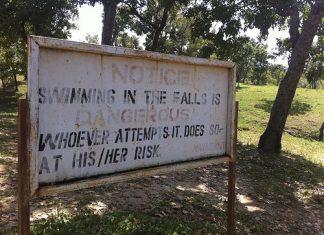 NOTICE
SWIMMING IN THE FALLS IS
DANGEROUS
WHOEVER ATTEMPTS IT. DOES SO-
AT HIS/HER RISK.